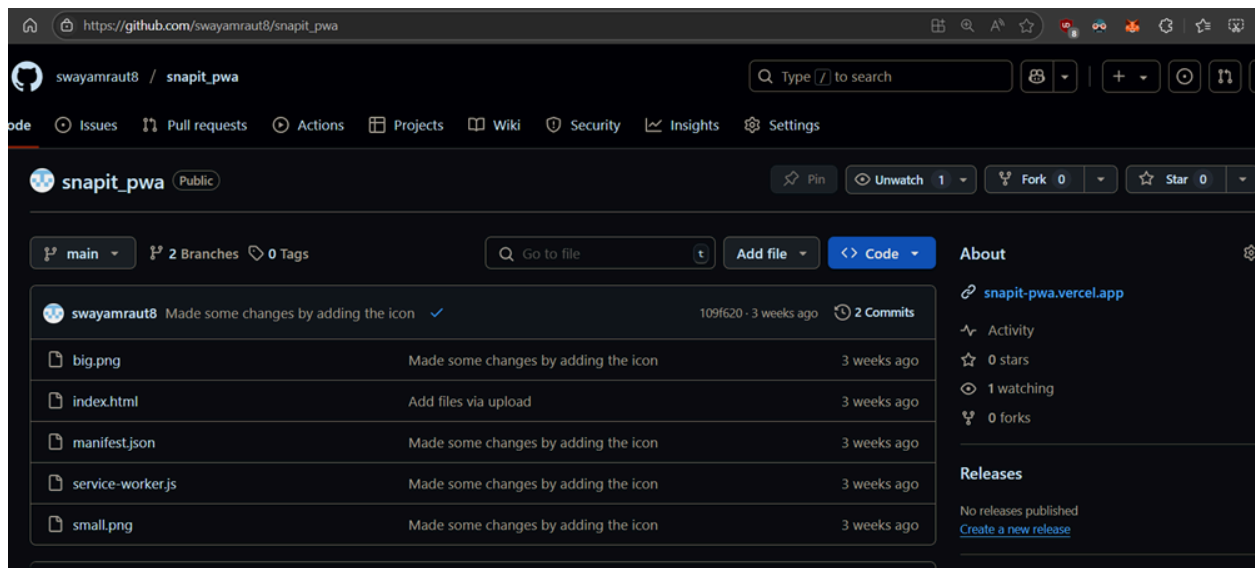 https://github.com/swayamraut8/snapit_pwa
8
swayamraut8 / snapit_pwa
Type / to search
ode Issues Pull requests Actions Projects Wiki Security Insights Settings
snapit_pwa Public
Pin Unwatch 1 Fork 0 Star 0
main 2 Branches 0 Tags
Go to file t
Add file Code
swayamraut8 Made some changes by adding the icon 109f620 · 3 weeks ago 2 Commits
big.png Made some changes by adding the icon 3 weeks ago
index.html Add files via upload 3 weeks ago
manifest.json Made some changes by adding the icon 3 weeks ago
service-worker.js Made some changes by adding the icon 3 weeks ago
small.png Made some changes by adding the icon 3 weeks ago
About
snapit-pwa.vercel.app
Activity
0 stars
1 watching
0 forks
Releases
No releases published
Create a new release